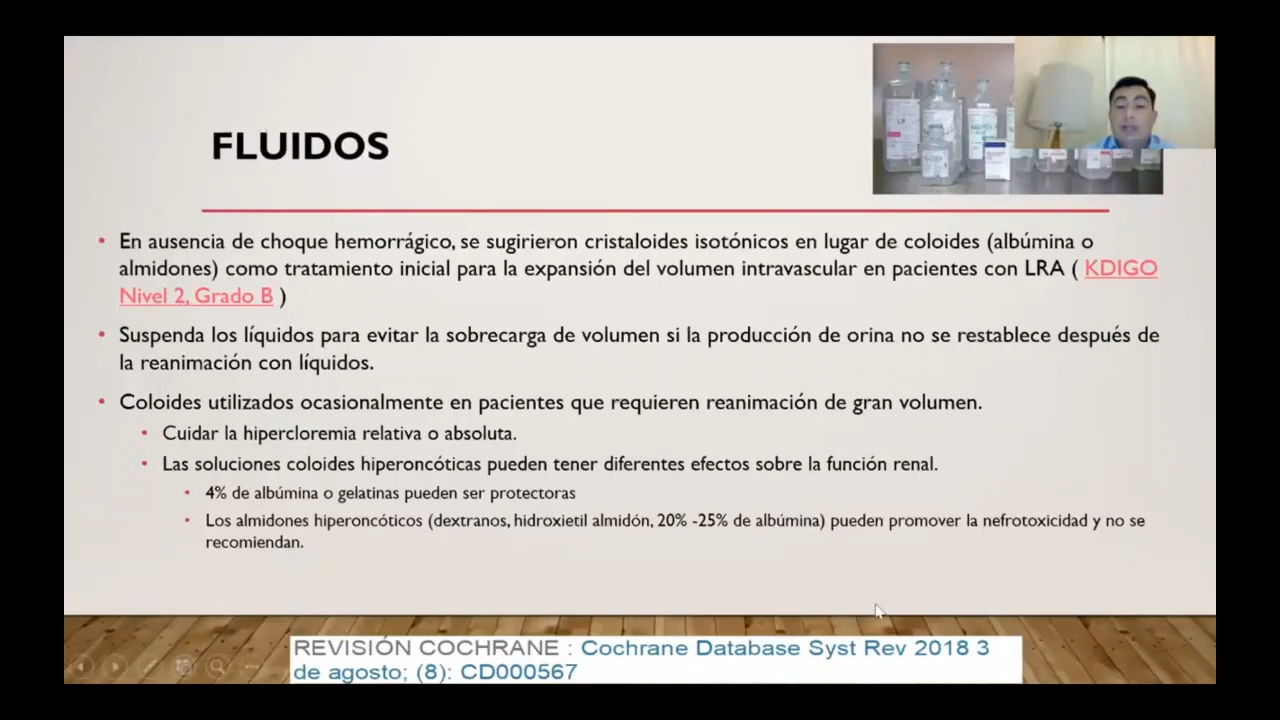 FLUIDOS
LR
• En ausencia de choque hemorrágico, se sugirieron cristaloides isotónicos en lugar de coloides (albúmina o
almidones) como tratamiento inicial para la expansión del volumen intravascular en pacientes con LRA ( KDIGO
Nivel 2, Grado B )
• Suspenda los líquidos para evitar la sobrecarga de volumen si la producción de orina no se restablece después de
la reanimación con líquidos.
• Coloides utilizados ocasionalmente en pacientes que requieren reanimación de gran volumen.
• Cuidar la hipercloremia relativa o absoluta.
• Las soluciones coloides hiperoncóticas pueden tener diferentes efectos sobre la función renal.
• 4% de albúmina o gelatinas pueden ser protectoras
• Los almidones hiperoncóticos (dextranos, hidroxietil almidón, 20% -25% de albúmina) pueden promover la nefrotoxicidad y no se
recomiendan.
REVISIÓN COCHRANE : Cochrane Database Syst Rev 2018 3
de agosto; (8): CD000567